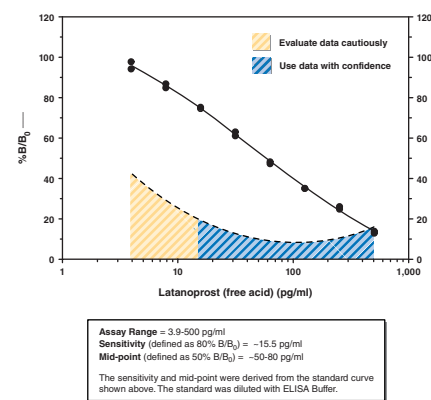 120
120
100
100
80
80
60
60
40
40
20
20
0
0
%B/B0
Evaluate data cautiously
Use data with confidence
1
10
100
1,000
Latanoprost (free acid) (pg/ml)
Assay Range = 3.9-500 pg/ml
Sensitivity (defined as 80% B/B0) = ~15.5 pg/ml
Mid-point (defined as 50% B/B0) = ~50-80 pg/ml
The sensitivity and mid-point were derived from the standard curve
shown above. The standard was diluted with ELISA Buffer.